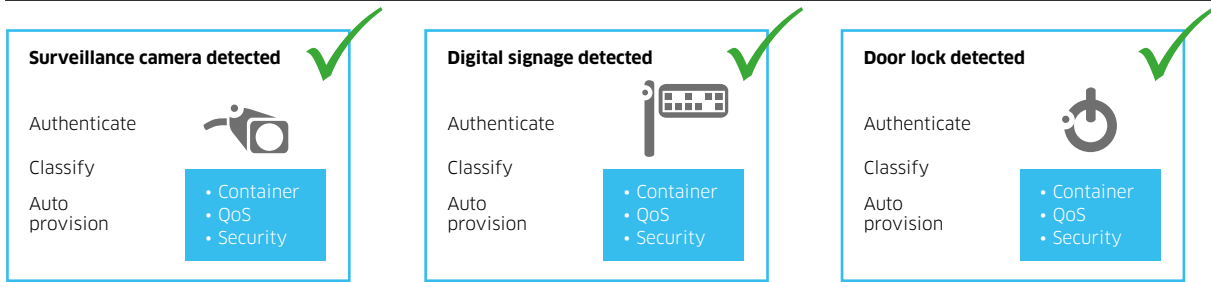 Surveillance camera detected
Authenticate
Classify
Auto
provision
• Container
• QoS
• Security
Digital signage detected
Authenticate
Classify
Auto
provision
• Container
• QoS
• Security
Door lock detected
Authenticate
Classify
Auto
provision
• Container
• QoS
• Security